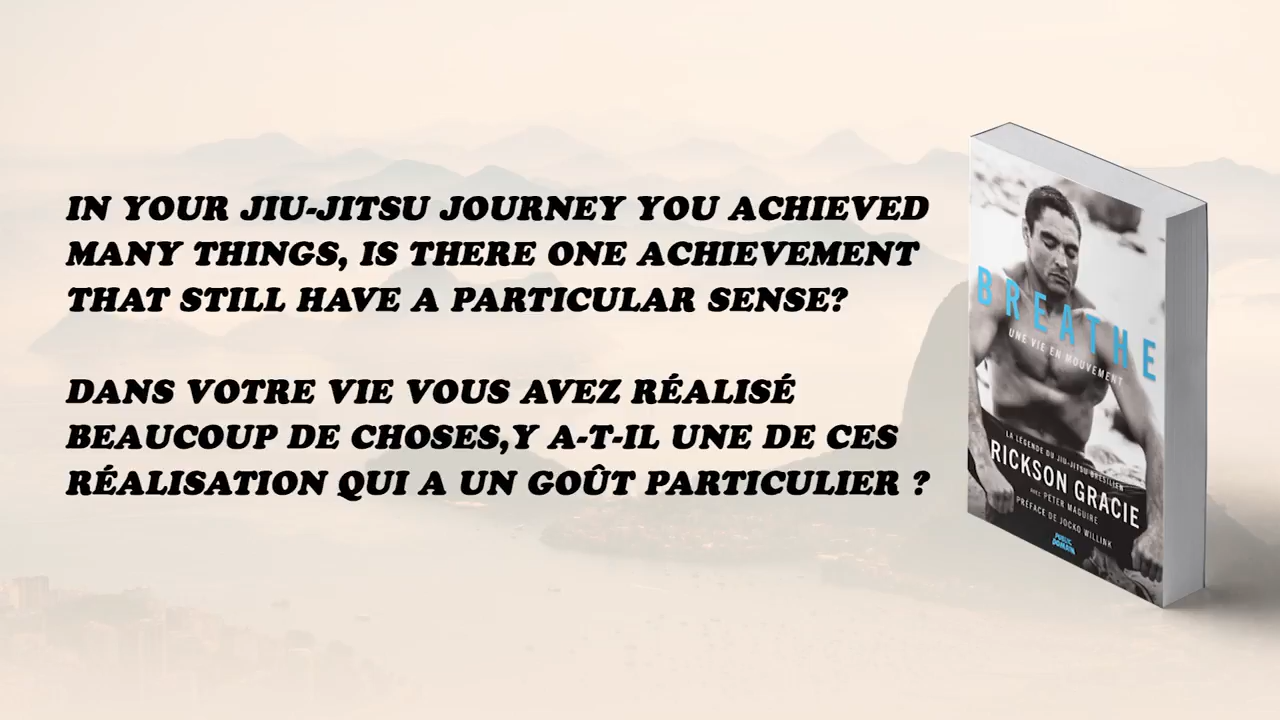 IN YOUR JIU-JITSU JOURNEY YOU ACHIEVED
MANY THINGS, IS THERE ONE ACHIEVEMENT
THAT STILL HAVE A PARTICULAR SENSE?
DANS VOTRE VIE VOUS AVEZ RÉALISÉ
BEAUCOUP DE CHOSES,Y A-T-IL UNE DE CES
RÉALISATION QUI A UN GOÛT PARTICULIER ?
BREATHE
UNE VIE EN MOUVEMENT
LA LÉGENDE DU JIU-JITSU BRÉSILIEN
RICKSON GRACIE
AVEC PETER MAGUIRE
PRÉFACE DE JOCKO WILLINK
PUBLIC
DOMAIN